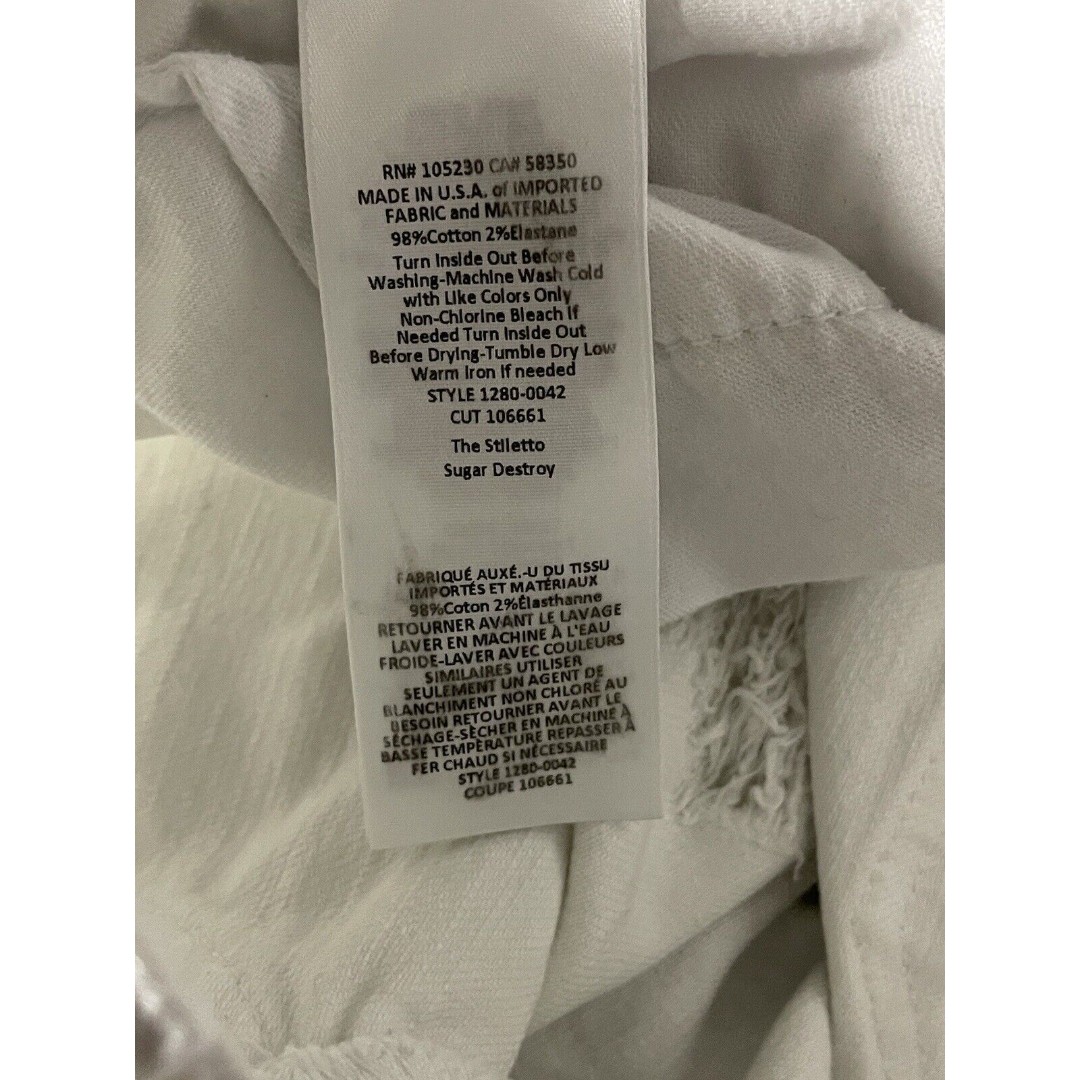 RN# 105230 CA# 58350
MADE IN U.S.A. of IMPORTED
FABRIC and MATERIALS
98%Cotton 2%Elastane
Turn Inside Out Before
Washing-Machine Wash Cold
with Like Colors Only
Non-Chlorine Bleach If
Needed Turn Inside Out
Before Drying-Tumble Dry Low
Warm Iron If needed
STYLE 1280-0042
CUT 106661
The Stiletto
Sugar Destroy
FABRIQUÉ AUXÉ.-U DU TISSU
IMPORTÉS ET MATÉRIAUX
98%Coton 2%Élasthanne
RETOURNER AVANT LE LAVAGE
LAVER EN MACHINE À L'EAU
FROIDE-LAVER AVEC COULEURS
SIMILAIRES UTILISER
SEULEMENT UN AGENT DE
BLANCHIMENT NON CHLORÉ AU
BESOIN RETOURNER AVANT LE
SÉCHAGE-SÈCHER EN MACHINE À
BASSE TEMPÉRATURE REPASSER À
FER CHAUD SI NÉCESSAIRE
STYLE 1280-0042
COUPE 106661